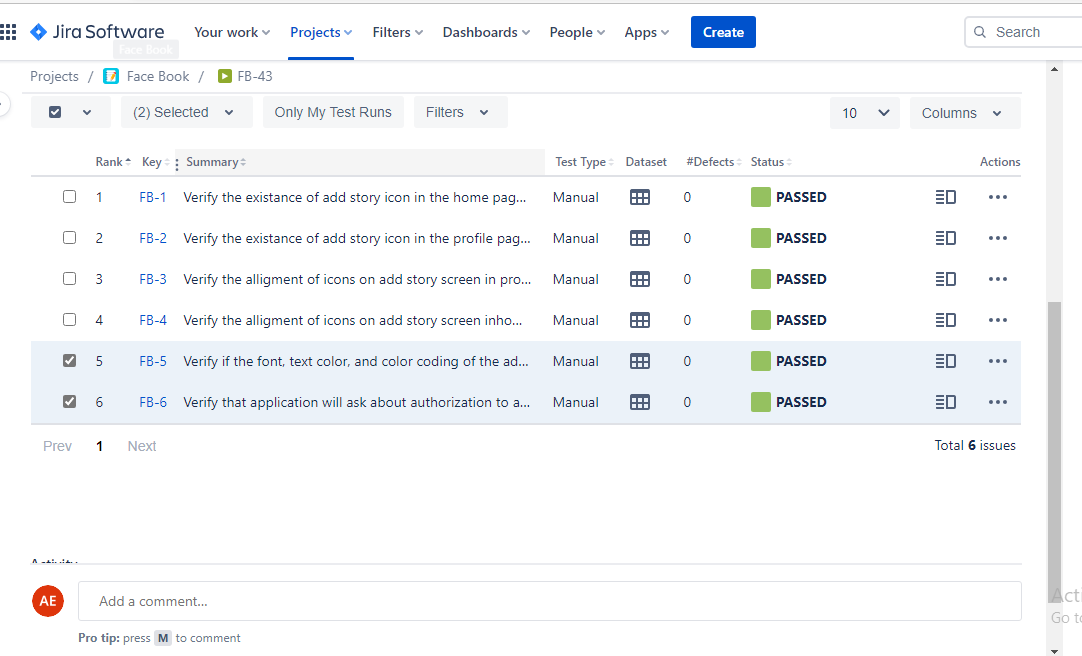 Jira Software Your work Projects Filters Dashboards People Apps Create Search
Face Book
Projects / Face Book / FB-43
(2) Selected Only My Test Runs Filters 10 Columns
Rank Key Summary Test Type Dataset #Defects Status Actions
1 FB-1 Verify the existance of add story icon in the home pag... Manual 0 PASSED
2 FB-2 Verify the existance of add story icon in the profile pag... Manual 0 PASSED
3 FB-3 Verify the alligment of icons on add story screen in pro... Manual 0 PASSED
4 FB-4 Verify the alligment of icons on add story screen inho... Manual 0 PASSED
5 FB-5 Verify if the font, text color, and color coding of the ad... Manual 0 PASSED
6 FB-6 Verify that application will ask about authorization to a... Manual 0 PASSED
Prev 1 Next Total 6 issues
Activity
AE Add a comment...
Acti
Go to
Pro tip: press M to comment